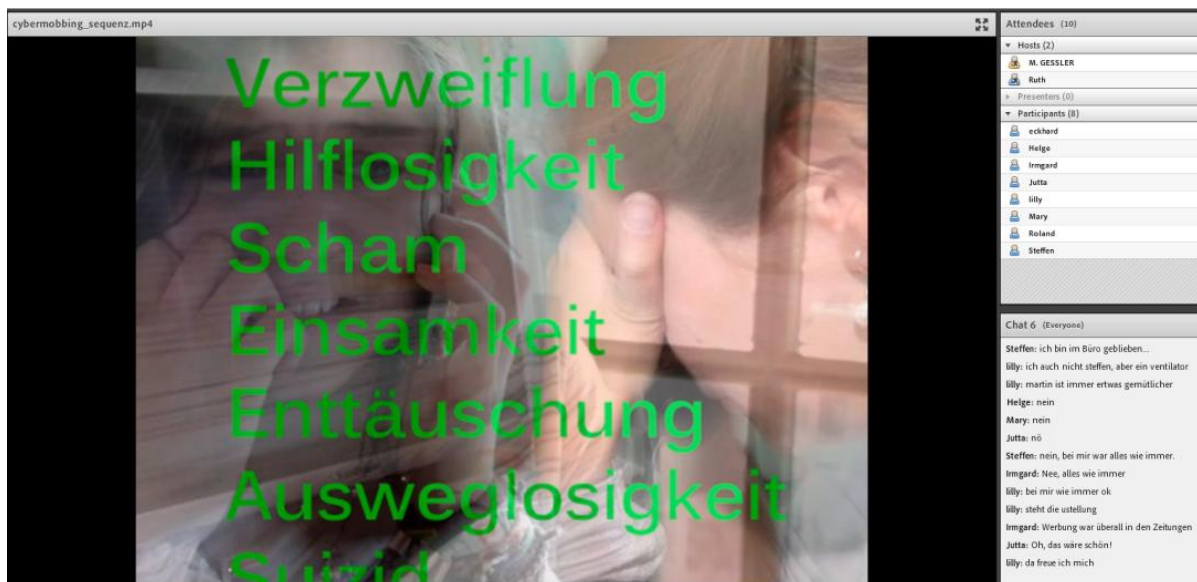 cybermobbing_sequenz.mp4
Verzweiflung
Hilflosigkeit
Scham
Einsamkeit
Enttäuschung
Ausweglosigkeit
Suizid
Attendees (10)
Hosts (2)
M. GESSLER
Ruth
Presenters (0)
Participants (8)
eckhard
Helge
Irmgard
Jutta
lilly
Mary
Roland
Steffen
Chat 6 (Everyone)
Steffen: ich bin im Büro geblieben...
lilly: ich auch nicht steffen, aber ein ventilator
lilly: martin ist immer ertwas gemütlicher
Helge: nein
Mary: nein
Jutta: nö
Steffen: nein, bei mir war alles wie immer.
Irmgard: Nee, alles wie immer
lilly: bei mir wie immer ok
lilly: steht die ustellung
Irmgard: Werbung war überall in den Zeitungen
Jutta: Oh, das wäre schön!
lilly: da freue ich mich